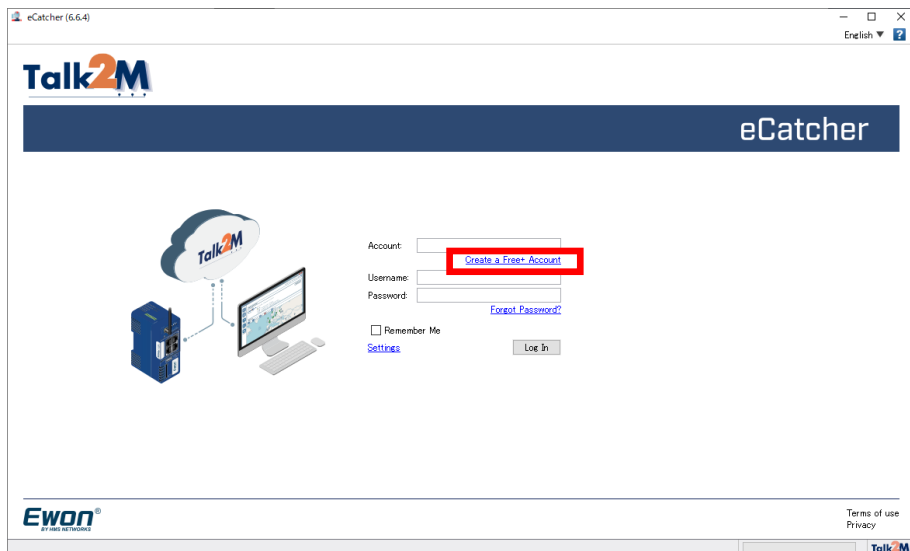 eCatcher (6.6.4)
English ▼ ?
Talk2M
eCatcher
Talk2M
Account:
Create a Free+ Account
Username:
Password:
Forgot Password?
Remember Me
Settings
Log In
Ewon®
BY HMS NETWORKS
Terms of use
Privacy
Talk2M